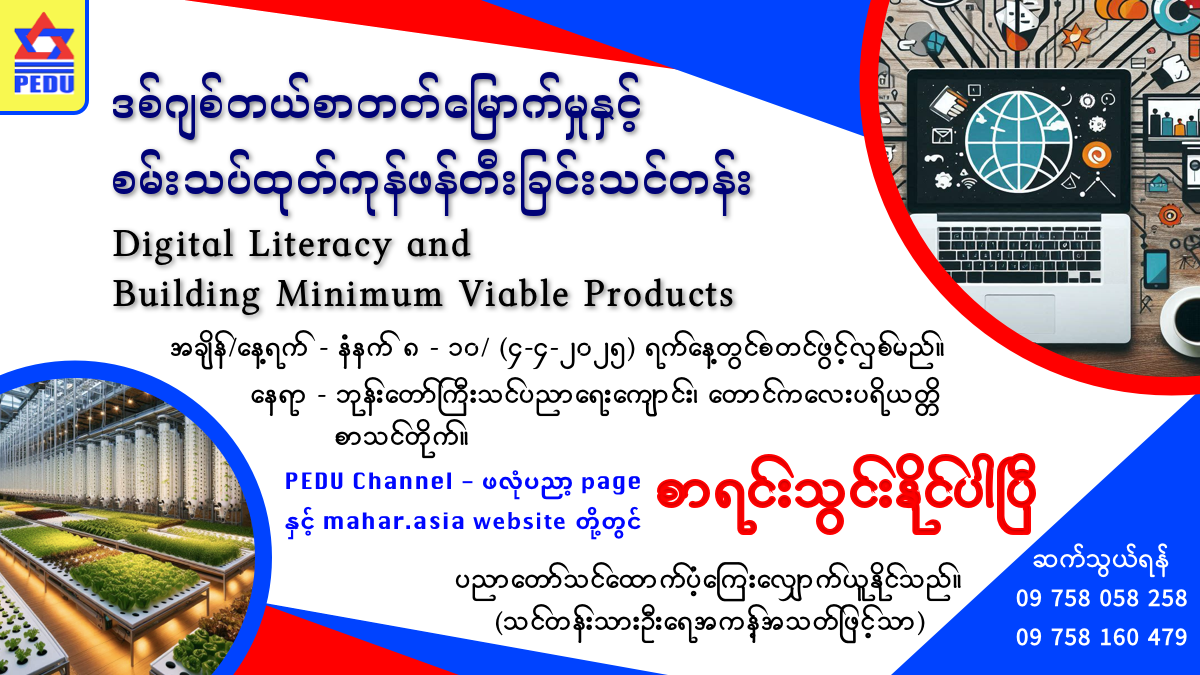 PEDU
ဒစ်ဂျစ်ဘယ်စာတတ်မြောက်မှုနှင့်
စမ်းသပ်ထုတ်ကုန်ဖန်တီးခြင်းသင်တန်း
Digital Literacy and
Building Minimum Viable Products
အချိန်/နေ့ရက် - နံနက် ၈ - ၁၀/ (၄-၄-၂၀၂၅) ရက်နေ့တွင်စတင်ဖွင့်လှစ်မည်။
နေရာ - ဘုန်းတော်ကြီးသင်ပညာရေးကျောင်း၊ တောင်ကလေးပရိယတ္တိ
စာသင်တိုက်။
PEDU Channel - ဖလုံပညာ့ page
နှင့် mahar.asia website တို့တွင်
စာရင်းသွင်းနိုင်ပါပြီ
ပညာတော်သင်ထောက်ပံ့ကြေးလျှောက်ယူနိုင်သည်။
(သင်တန်းသားဦးရေအကန့်အသတ်ဖြင့်သာ)
ဆက်သွယ်ရန်
09 758 058 258
09 758 160 479